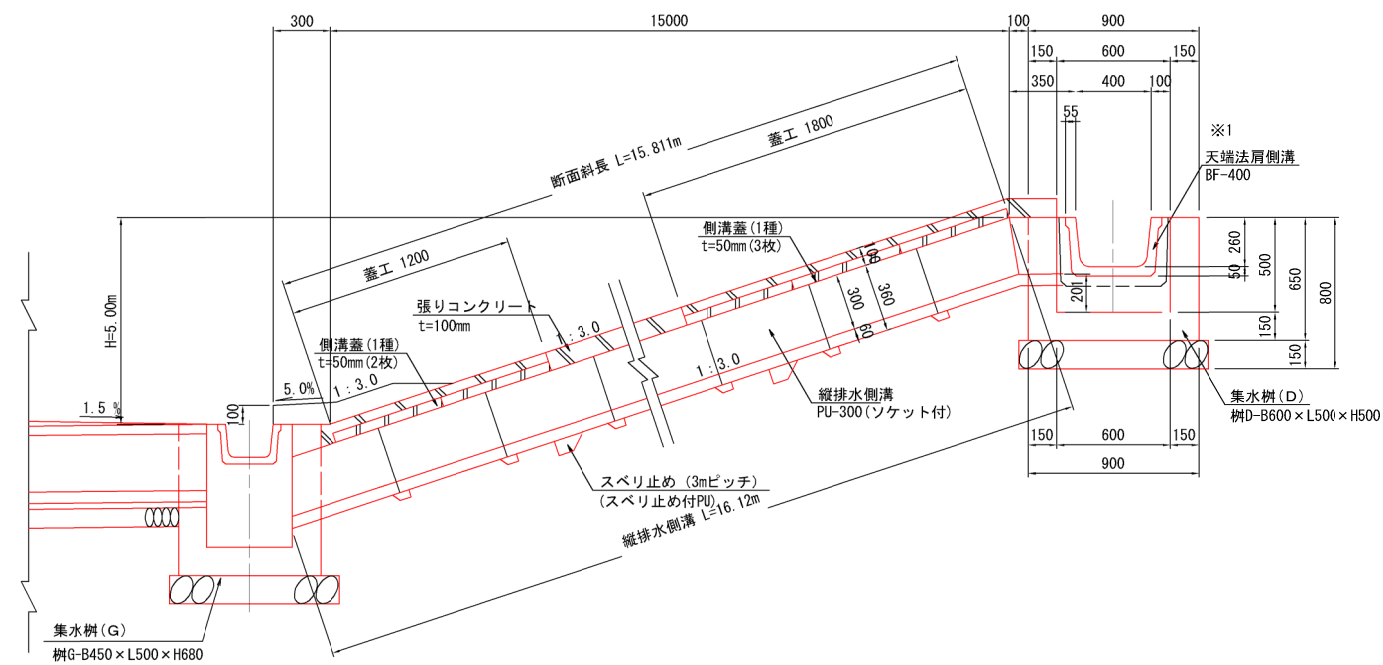 300
15000
100
900
150
600
150
350
400
100
55
※1
天端法肩側溝
BF-400
蓋工 1800
断面斜長 L=15.811m
側溝蓋(1種)
t=50mm(3枚)
100
蓋工 1200
張りコンクリート
t=100mm
300
360
60
260
50
201
500
150
650
150
800
H=5.00m
側溝蓋(1種)
t=50mm(2枚)
1:3.0
1:3.0
5.0%
1:3.0
1.5 %
100
縦排水側溝
PU-300(ソケット付)
集水桝(D)
桝D-B600×L500×H500
150
600
150
900
スベリ止め (3mピッチ)
(スベリ止め付PU)
縦排水側溝 L=16.12m
集水桝(G)
桝G-B450×L500×H680